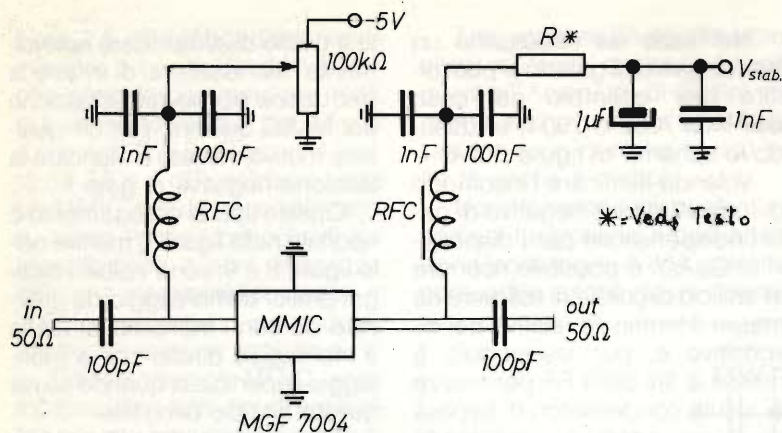 -5V
100kΩ
R*
Vstab.
1nF
100nF
1nF
100nF
1µF
1nF
RFC
RFC
*=Vedi Testo
in
50Ω
100pF
MMIC
out
50Ω
100pF
MGF 7004